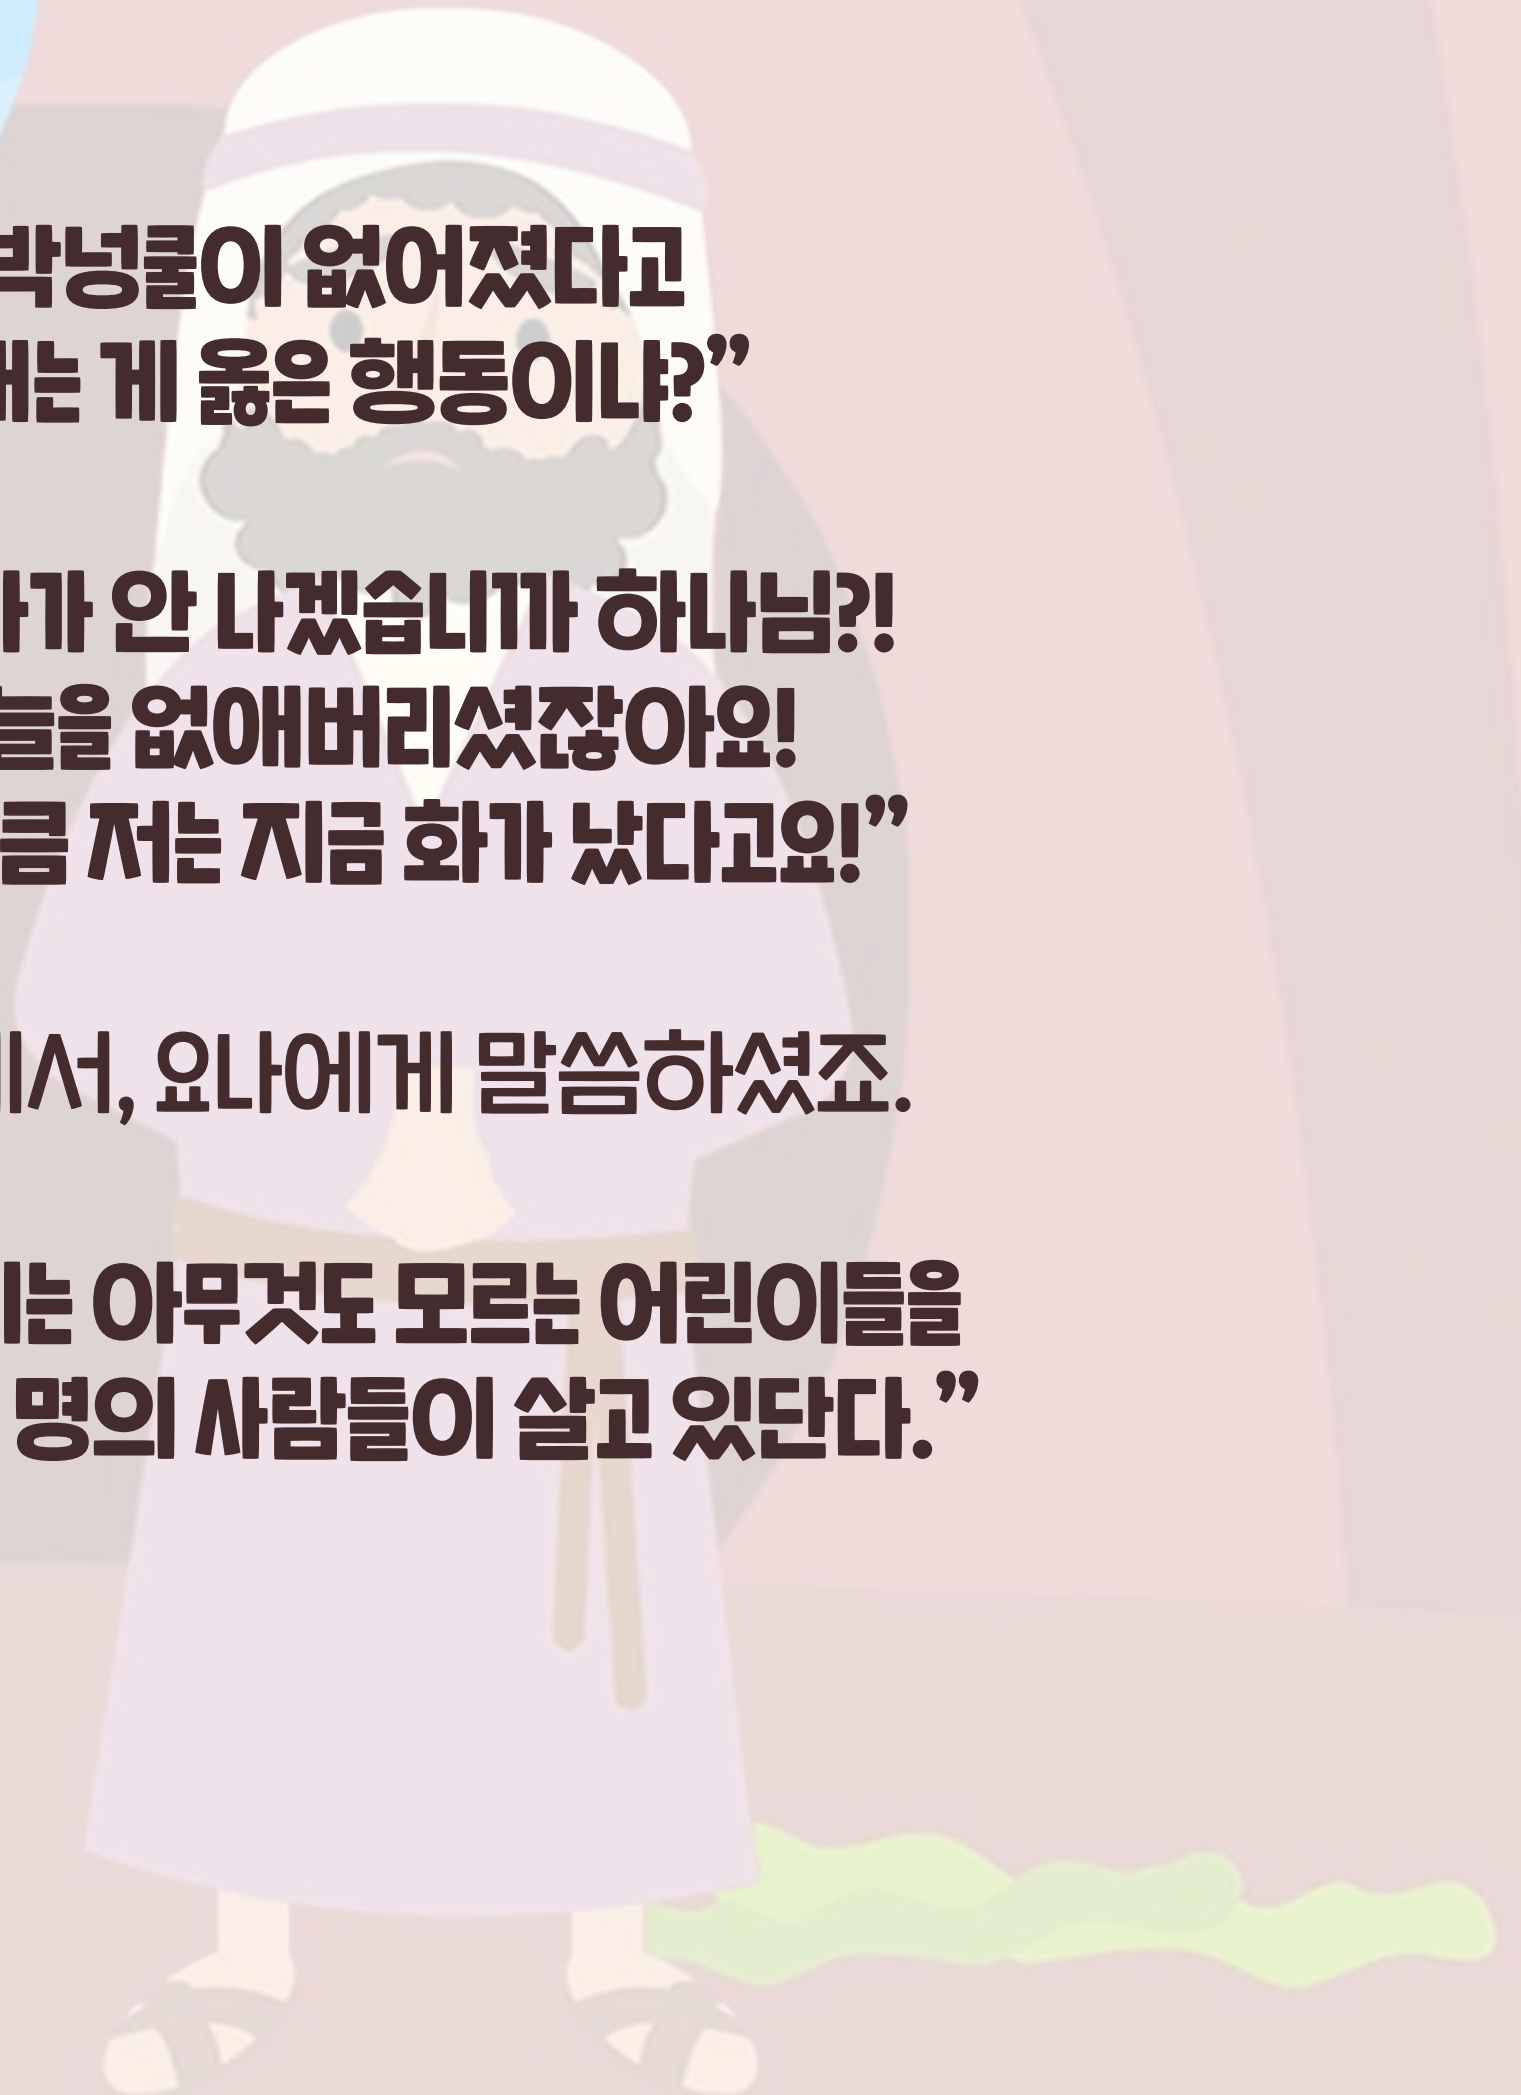 박넝쿨이 없어졌다고
는 게 옳은 행동이냐?”
가 안 나겠습니까 하나님?!
늘을 없애버리셨잖아요!
큼 저는 지금 화가 났다고요!”
서, 요나에게 말씀하셨죠.
는 아무것도 모르는 어린이들을
명의 사람들이 살고 있단다.”